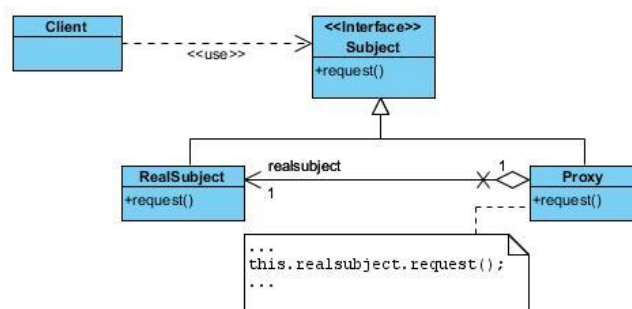 Client
<<Interface>>
Subject
+request()
<<use>>
realsubject
1
1
RealSubject
+request()
Proxy
+request()
...
this.realsubject.request();
...